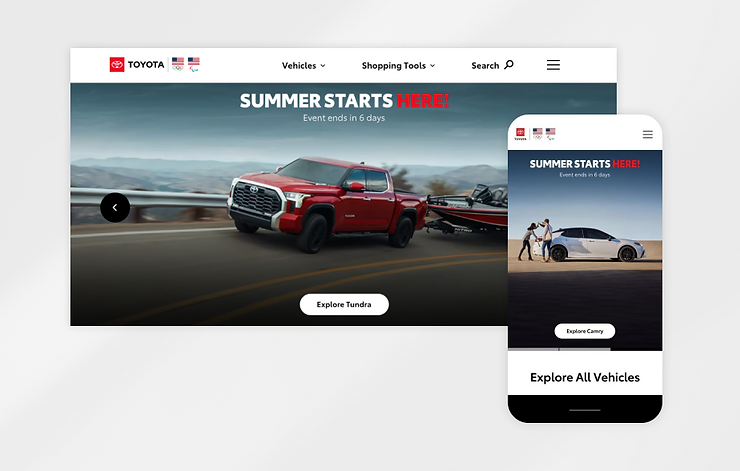 TOYOTA
Vehicles
Shopping Tools
Search
SUMMER STARTS HERE!
Event ends in 6 days
Explore Tundra
TOYOTA
SUMMER STARTS HERE!
Event ends in 6 days
Explore Camry
Explore All Vehicles